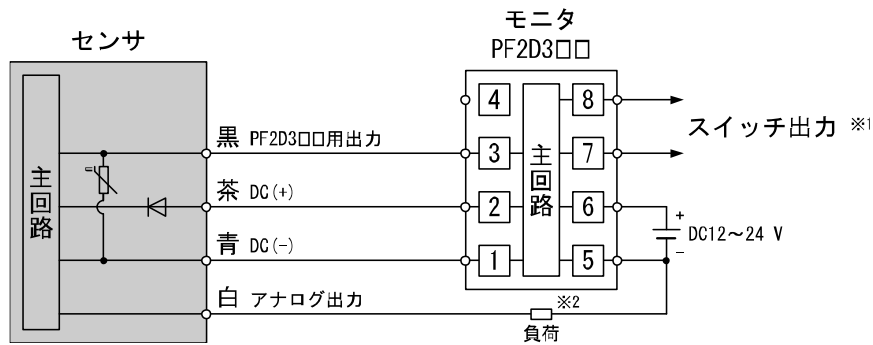 モニタ
PF2D3□□
センサ
主回路
黒 PF2D3□□用出力
茶 DC(+)
青 DC(-)
白 アナログ出力
4
3
2
1
主回路
8
7
6
5
スイッチ出力 ※1
+
DC12～24 V
-
※2
負荷